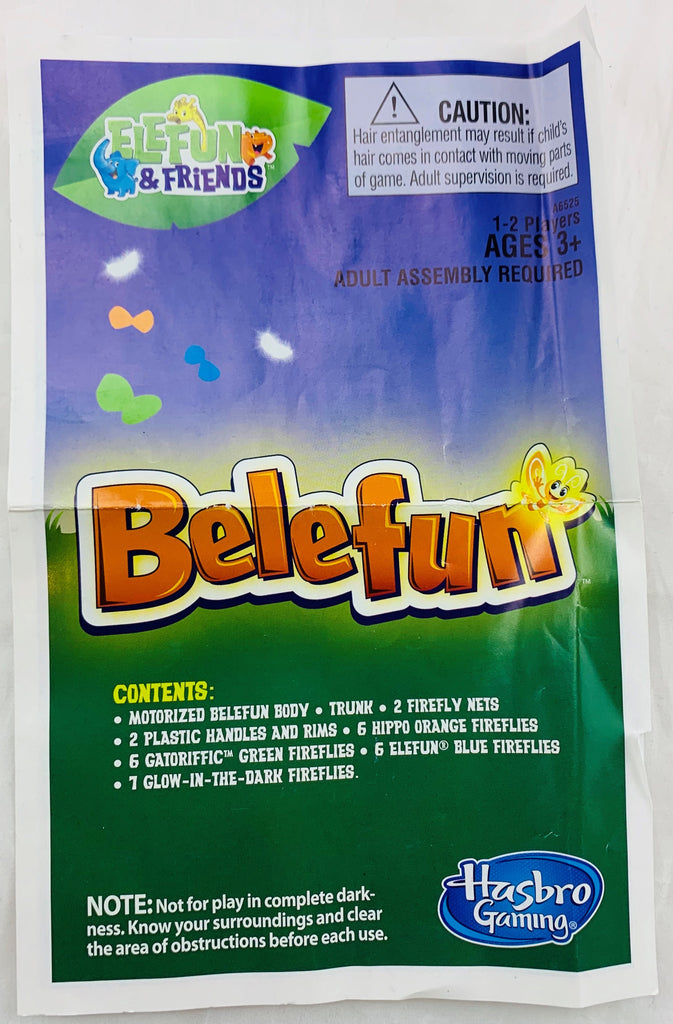 ELEFUN
& FRIENDS™
CAUTION:
Hair entanglement may result if child's
hair comes in contact with moving parts
of game. Adult supervision is required.
A6525
1-2 Players
AGES 3+
ADULT ASSEMBLY REQUIRED
Belefun™
CONTENTS:
• MOTORIZED BELEFUN BODY • TRUNK • 2 FIREFLY NETS
• 2 PLASTIC HANDLES AND RIMS • 6 HIPPO ORANGE FIREFLIES
• 6 GATORIFFIC™ GREEN FIREFLIES • 6 ELEFUN® BLUE FIREFLIES
• 7 GLOW-IN-THE-DARK FIREFLIES.
NOTE: Not for play in complete dark-
ness. Know your surroundings and clear
the area of obstructions before each use.
Hasbro
Gaming®